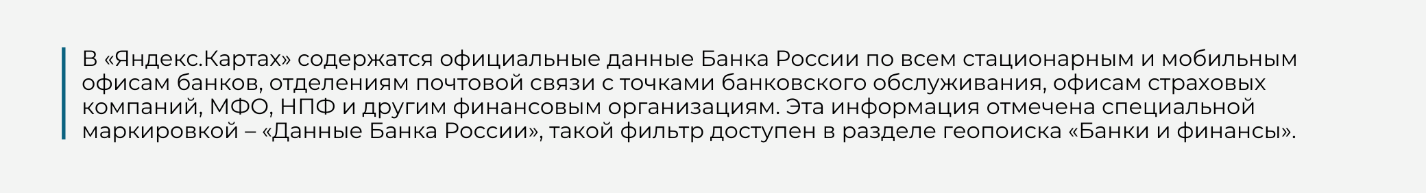 В «Яндекс.Картах» содержатся официальные данные Банка России по всем стационарным и мобильным
офисам банков, отделениям почтовой связи с точками банковского обслуживания, офисам страховых
компаний, МФО, НПФ и другим финансовым организациям. Эта информация отмечена специальной
маркировкой – «Данные Банка России», такой фильтр доступен в разделе геопоиска «Банки и финансы».